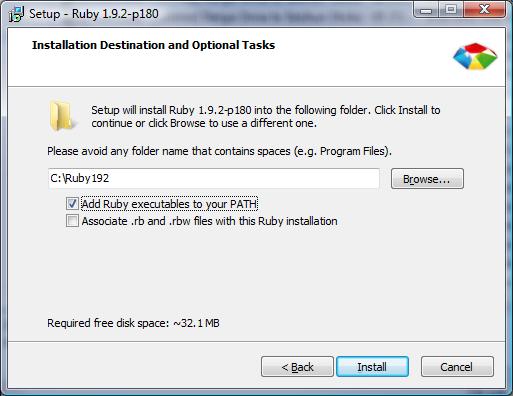 Setup - Ruby 1.9.2-p180
Installation Destination and Optional Tasks
Setup will install Ruby 1.9.2-p180 into the following folder. Click Install to
continue or click Browse to use a different one.
Please avoid any folder name that contains spaces (e.g. Program Files).
C:\Ruby192
Browse...
Add Ruby executables to your PATH
Associate .rb and .rbw files with this Ruby installation
Required free disk space: ~32.1 MB
< Back Install Cancel